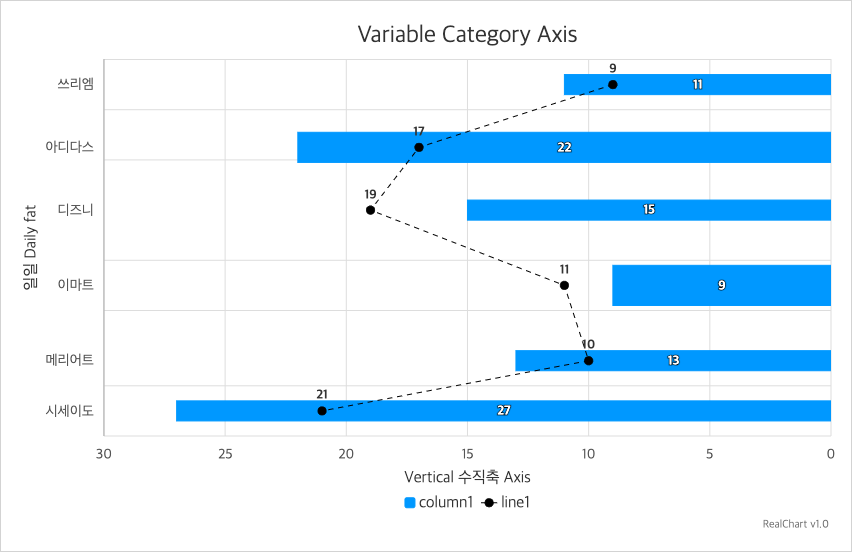 Variable Category Axis
일일 Daily fat
쓰리엠
9
11
아디다스
17
22
디즈니
19
15
이마트
11
9
메리어트
10
13
시세이도
21
27
30 25 20 15 10 5 0
Vertical 수직축 Axis
column1 line1
RealChart v1.0